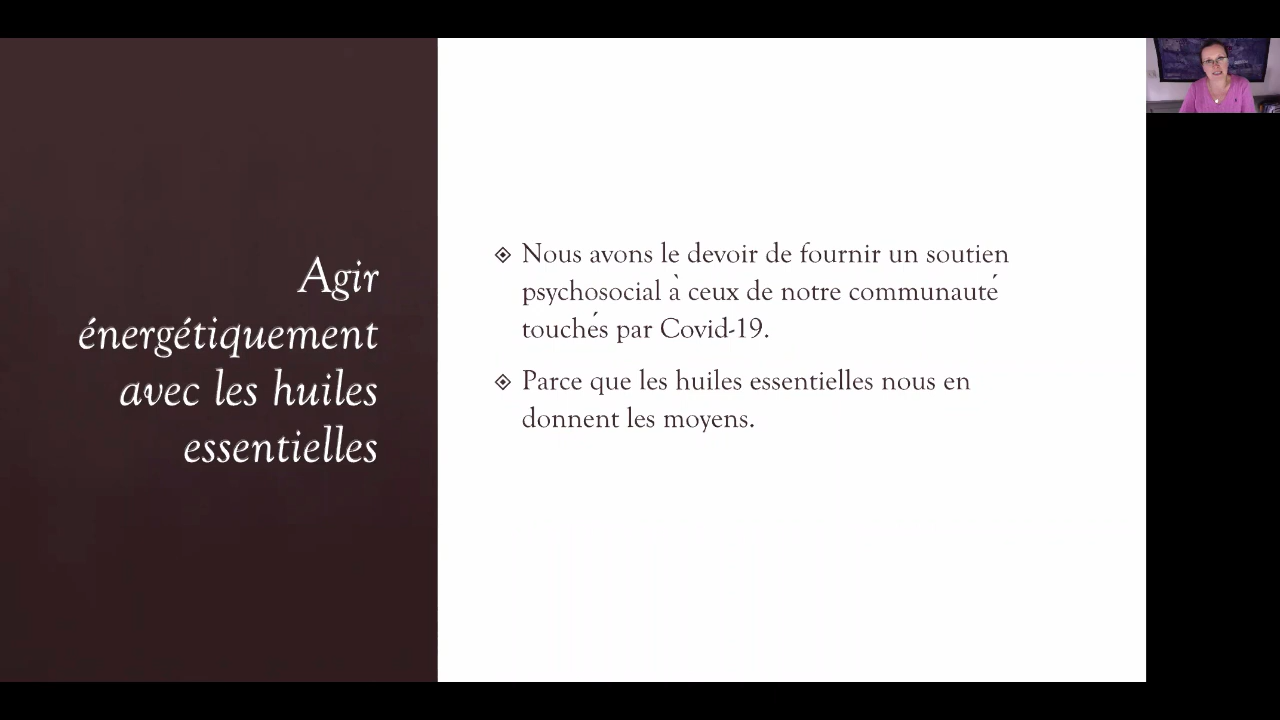 Agir
énergétiquement
avec les huiles
essentielles
Nous avons le devoir de fournir un soutien
psychosocial à ceux de notre communauté
touchés par Covid-19.
Parce que les huiles essentielles nous en
donnent les moyens.